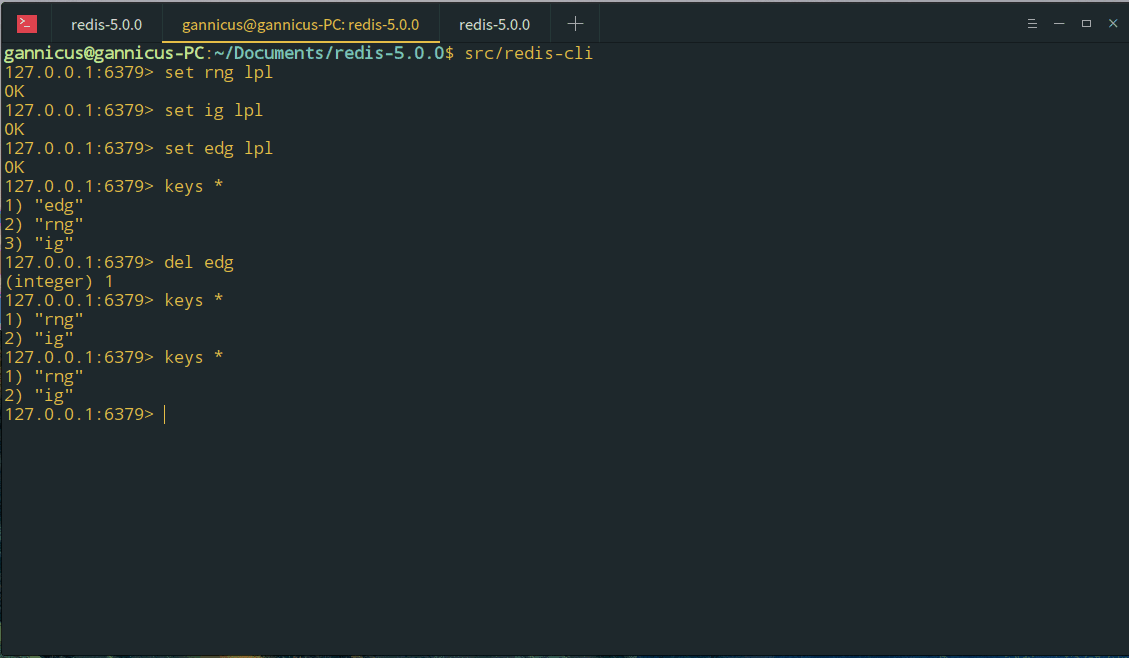 redis-5.0.0 gannicus@gannicus-PC: redis-5.0.0 redis-5.0.0
gannicus@gannicus-PC:~/Documents/redis-5.0.0$ src/redis-cli
127.0.0.1:6379> set rng lpl
OK
127.0.0.1:6379> set ig lpl
OK
127.0.0.1:6379> set edg lpl
OK
127.0.0.1:6379> keys *
1) "edg"
2) "rng"
3) "ig"
127.0.0.1:6379> del edg
(integer) 1
127.0.0.1:6379> keys *
1) "rng"
2) "ig"
127.0.0.1:6379> keys *
1) "rng"
2) "ig"
127.0.0.1:6379>